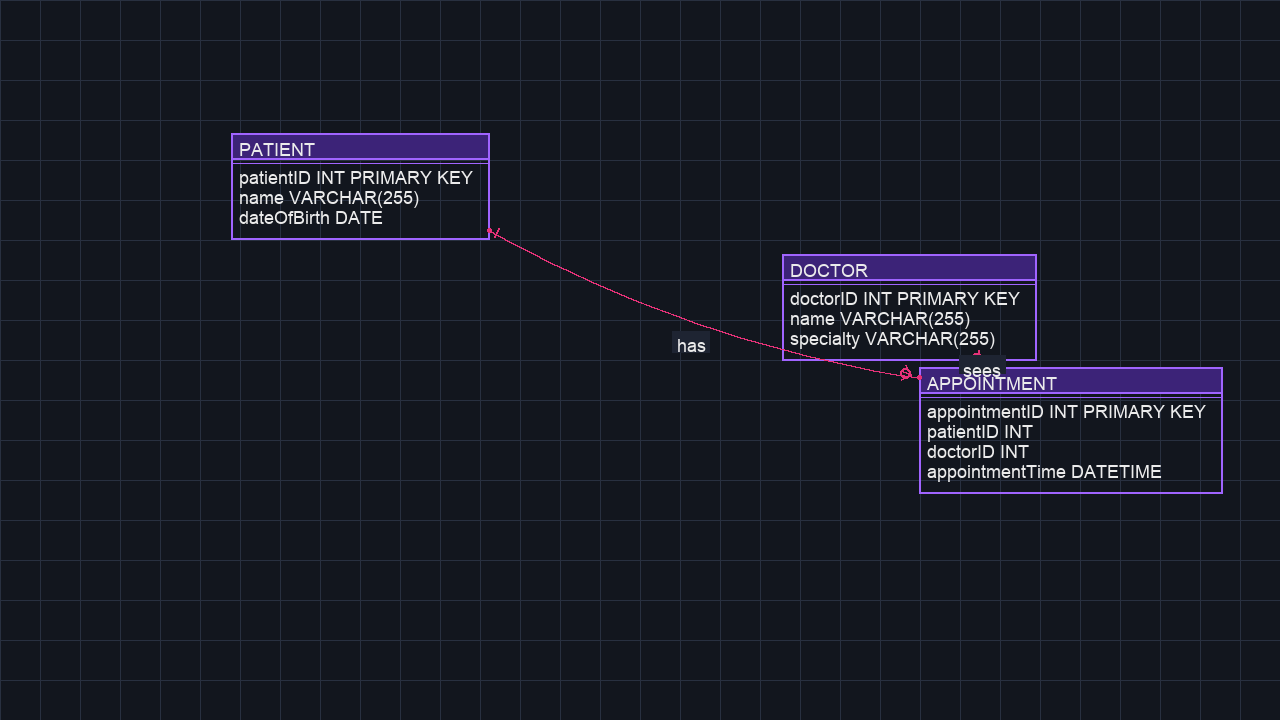 PATIENT
patientID INT PRIMARY KEY
name VARCHAR(255)
dateOfBirth DATE
has
DOCTOR
doctorID INT PRIMARY KEY
name VARCHAR(255)
specialty VARCHAR(255)
sees
APPOINTMENT
appointmentID INT PRIMARY KEY
patientID INT
doctorID INT
appointmentTime DATETIME